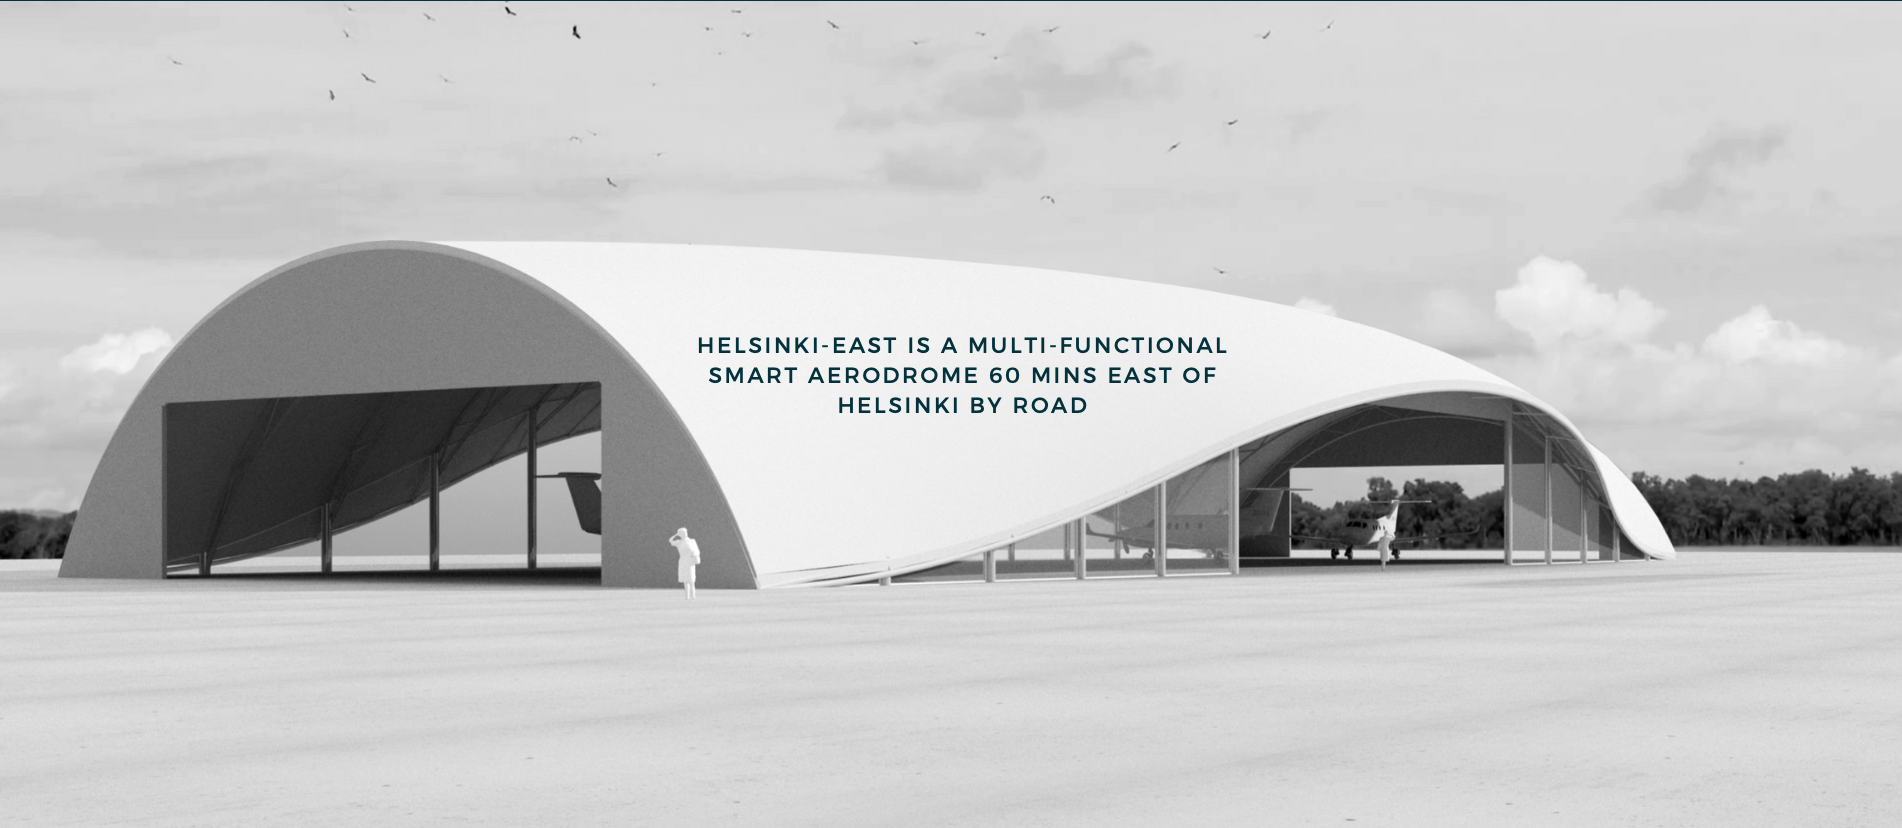 HELSINKI-EAST IS A MULTI-FUNCTIONAL
SMART AERODROME 60 MINS EAST OF
HELSINKI BY ROAD